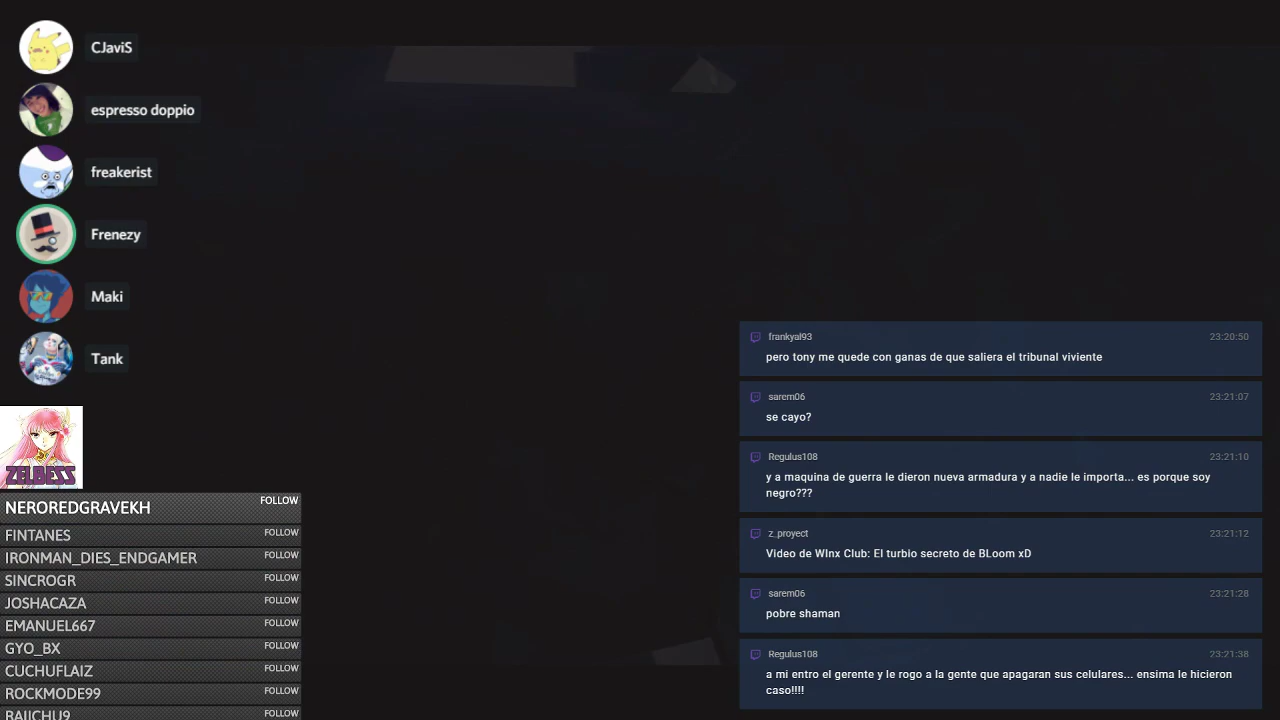 CJaviS
espresso doppio
freakerist
Frenezy
Maki
Tank
ZELBESS
NEROREDGRAVEKH FOLLOW
FINTANES FOLLOW
IRONMAN_DIES_ENDGAMER FOLLOW
SINCROGR FOLLOW
JOSHACAZA FOLLOW
EMANUEL667 FOLLOW
GYO_BX FOLLOW
CUCHUFLAIZ FOLLOW
ROCKMODE99 FOLLOW
RAIICHU9 FOLLOW
frankyal93 23:20:50
pero tony me quede con ganas de que saliera el tribunal viviente
sarem06 23:21:07
se cayo?
Regulus108 23:21:10
y a maquina de guerra le dieron nueva armadura y a nadie le importa... es porque soy
negro???
z_proyect 23:21:12
Video de WInx Club: El turbio secreto de BLoom xD
sarem06 23:21:28
pobre shaman
Regulus108 23:21:38
a mi entro el gerente y le rogo a la gente que apagaran sus celulares... ensima le hicieron
caso!!!!